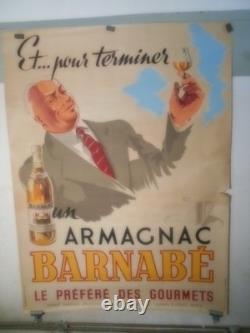 Et... pour terminer
un
ARMAGNAC
BARNABÉ
LE PRÉFÉRÉ DES GOURMETS